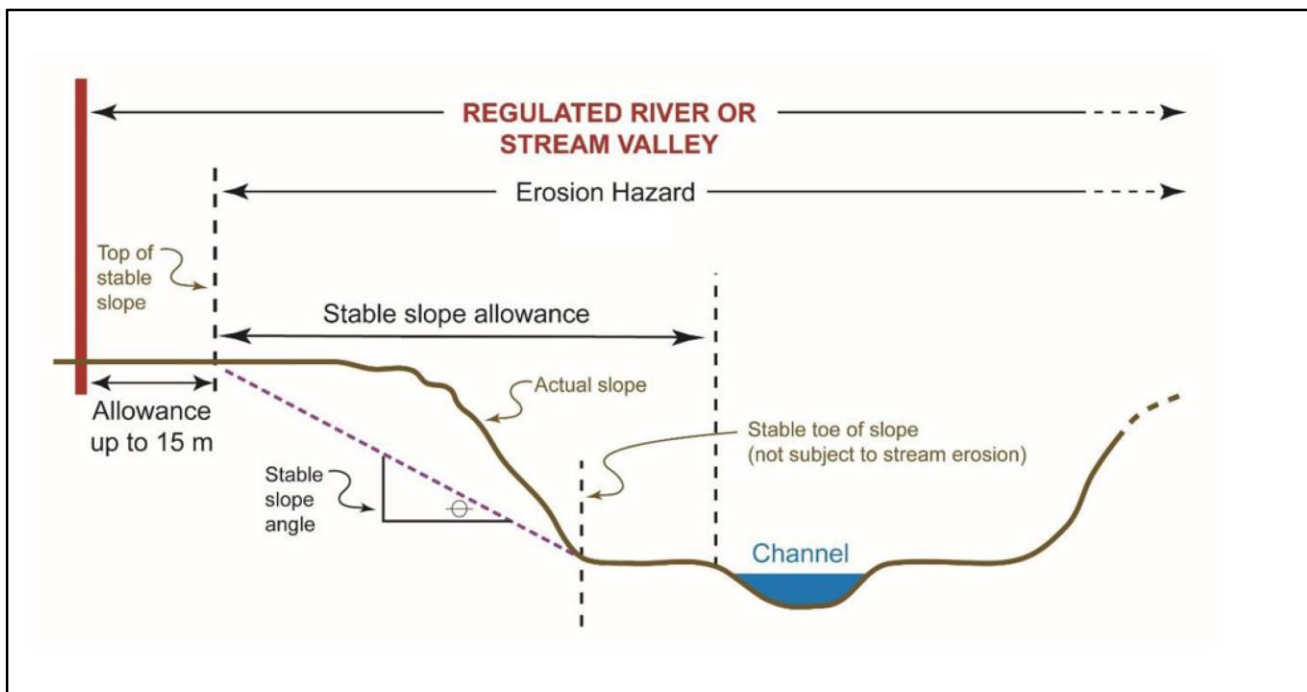 REGULATED RIVER OR
STREAM VALLEY
Erosion Hazard
Top of
stable
slope
Stable slope allowance
Actual slope
Allowance
up to 15 m
Stable toe of slope
(not subject to stream erosion)
Stable
slope
angle
Θ
Channel